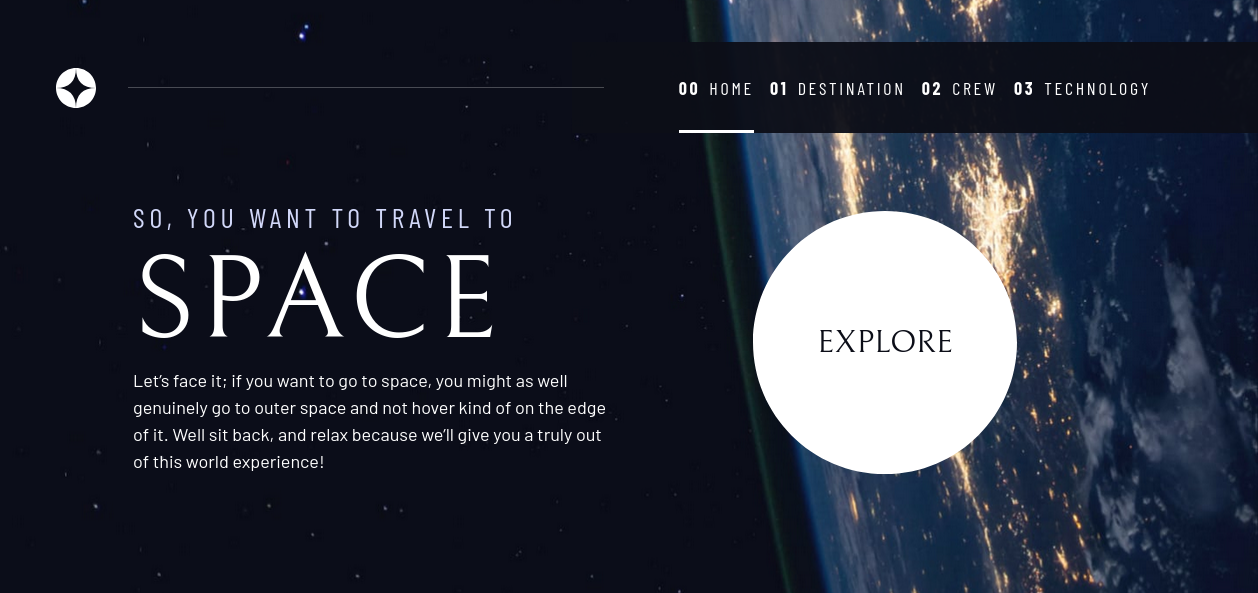 00 HOME 01 DESTINATION 02 CREW 03 TECHNOLOGY
SO, YOU WANT TO TRAVEL TO
SPACE
Let’s face it; if you want to go to space, you might as well
genuinely go to outer space and not hover kind of on the edge
of it. Well sit back, and relax because we’ll give you a truly out
of this world experience!
EXPLORE